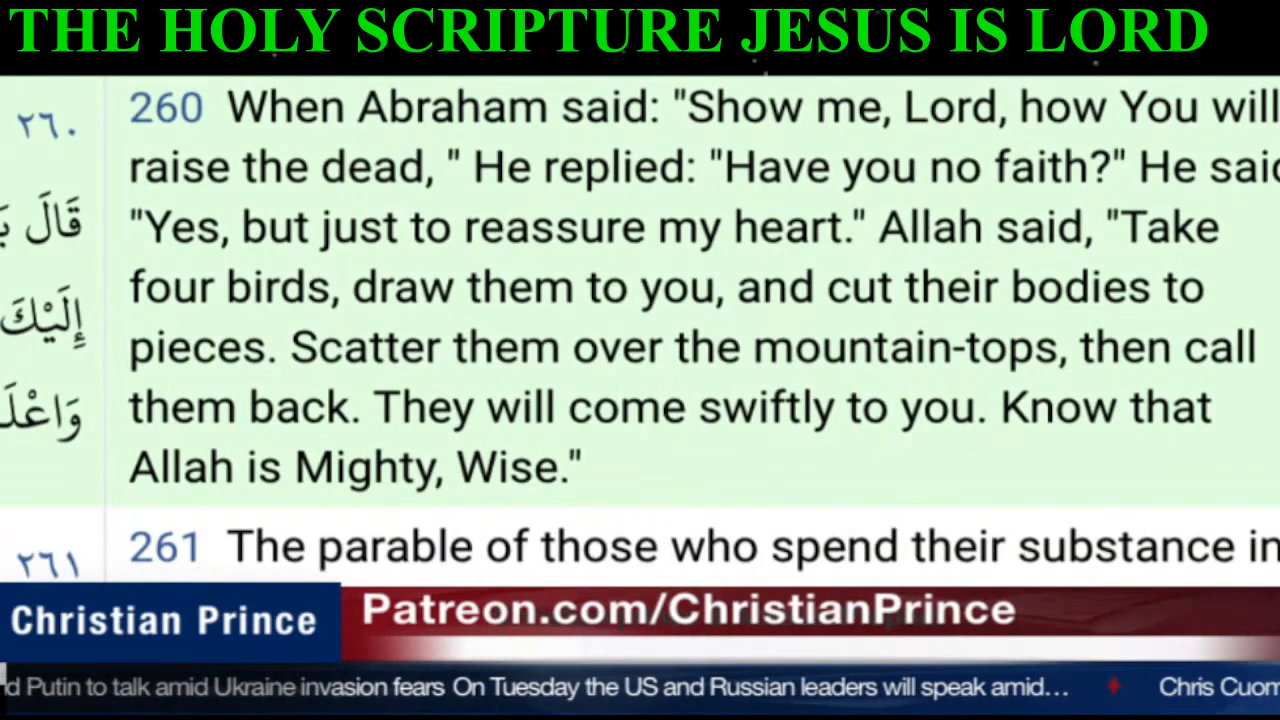 THE HOLY SCRIPTURE JESUS IS LORD
٢٦٠
قَالَ
إِلَيْكَ
260 When Abraham said: "Show me, Lord, how You will
raise the dead, " He replied: "Have you no faith?" He said
"Yes, but just to reassure my heart." Allah said, "Take
four birds, draw them to you, and cut their bodies to
pieces. Scatter them over the mountain-tops, then call
them back. They will come swiftly to you. Know that
Allah is Mighty, Wise."
٢٦١
261 The parable of those who spend their substance in
Christian Prince
Patreon.com/ChristianPrince
Putin to talk amid Ukraine invasion fears On Tuesday the US and Russian leaders will speak amid... Chris